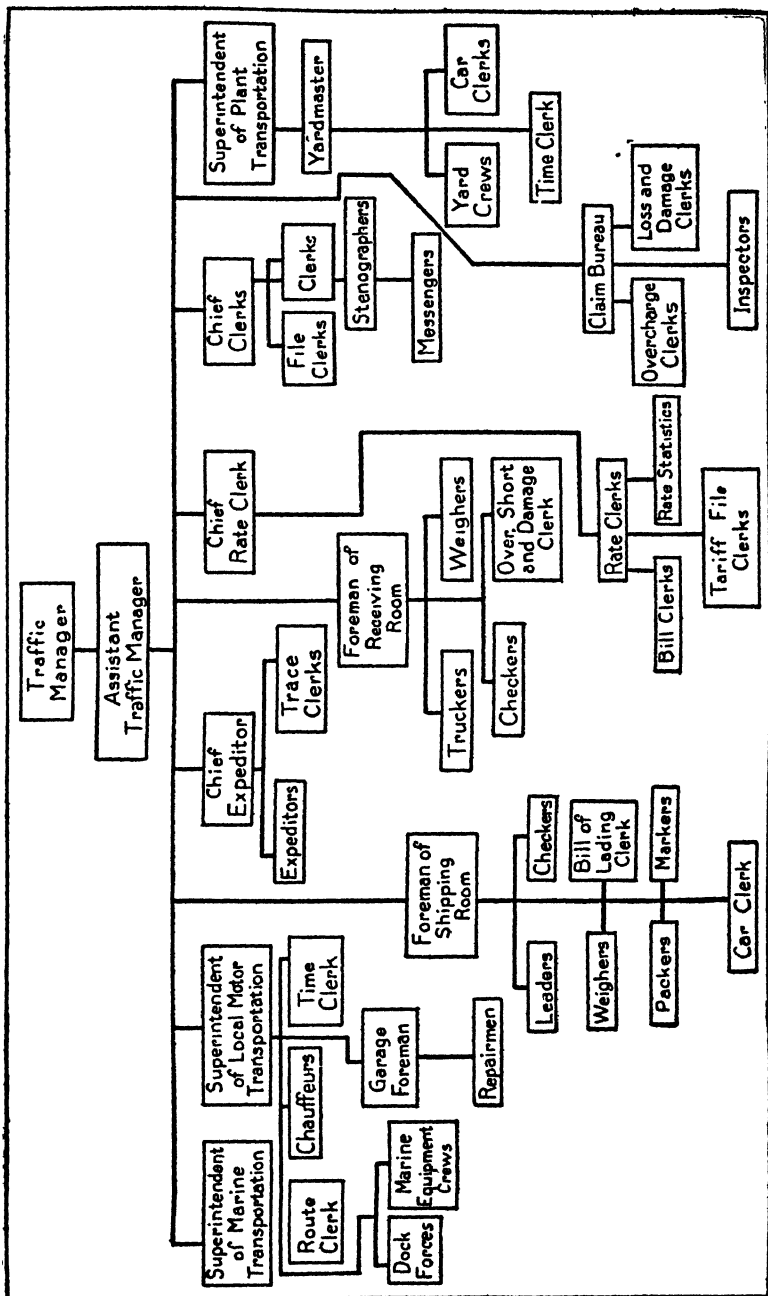 Traffic
Manager
Assistant
Traffic Manager
Superintendent
of Marine
Transportation
Superintendent
of Local Motor
Transportation
Chief
Expeditor
Chief
Rate Clerk
Chief
Clerks
Superintendent
of Plant
Transportation
Route
Clerk
Chauffeurs
Time
Clerk
Expeditors
Trace
Clerks
File
Clerks
Clerks
Yardmaster
Garage
Foreman
Foreman of
Receiving
Room
Stenographers
Dock
Forces
Marine
Equipment
Crews
Foreman of
Shipping
Room
Messengers
Yard
Crews
Car
Clerks
Repairmen
Truckers
Weighers
Checkers
Over, Short
and Damage
Clerk
Time Clerk
Leaders
Checkers
Claim Bureau
Weighers
Bill of
Lading
Clerk
Rate Clerks
Overcharge
Clerks
Loss and
Damage
Clerks
Packers
Markers
Bill Clerks
Rate Statistics
Car Clerk
Tariff File
Clerks
Inspectors